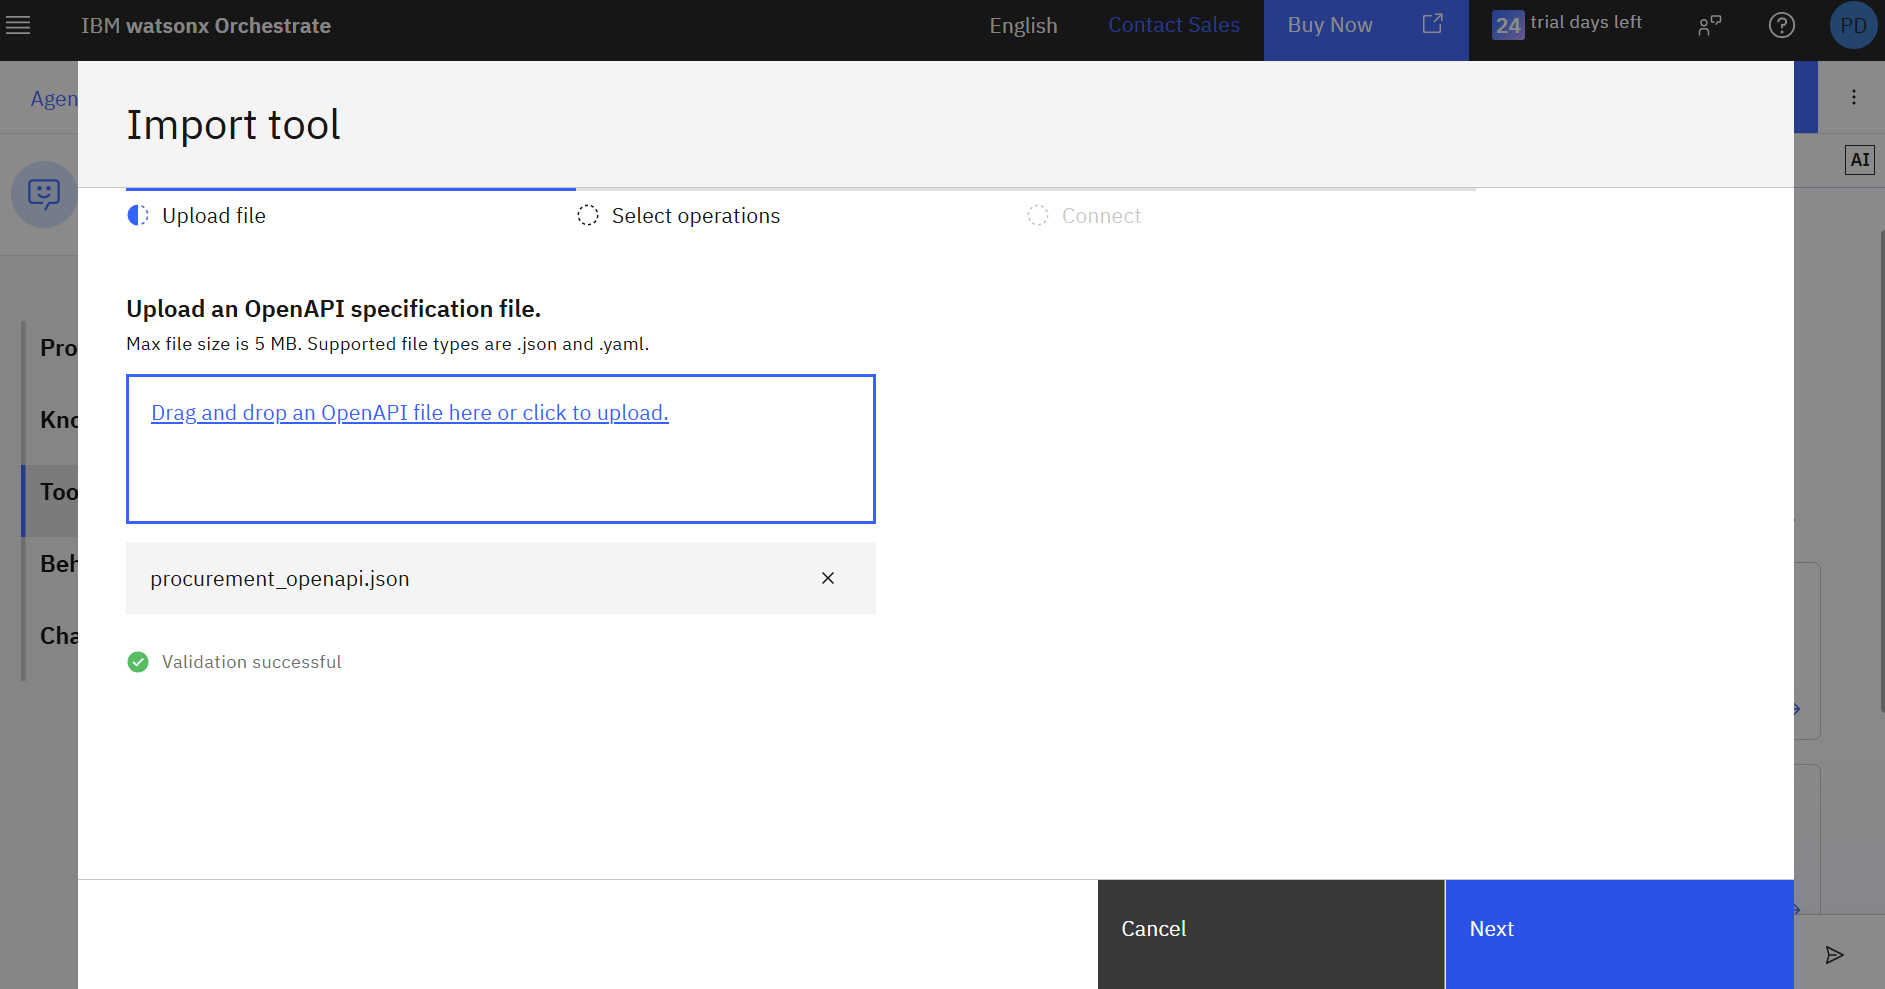 IBM watsonx Orchestrate
English
Contact Sales
Buy Now
24 trial days left
PD
Agen
AI
Import tool
Upload file
Select operations
Connect
Upload an OpenAPI specification file.
Max file size is 5 MB. Supported file types are .json and .yaml.
Drag and drop an OpenAPI file here or click to upload.
procurement_openapi.json
Validation successful
Pro
Kno
Too
Beh
Cha
Cancel
Next